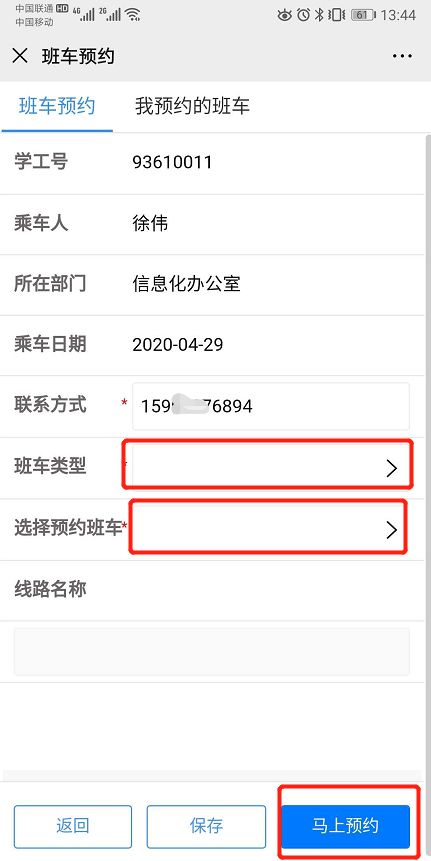 中国联通 HD 4G 2G 61 13:44
中国移动
班车预约
班车预约 我预约的班车
学工号 93610011
乘车人 徐伟
所在部门 信息化办公室
乘车日期 2020-04-29
联系方式 * 159 76894
班车类型 *
选择预约班车*
线路名称
返回 保存 马上预约